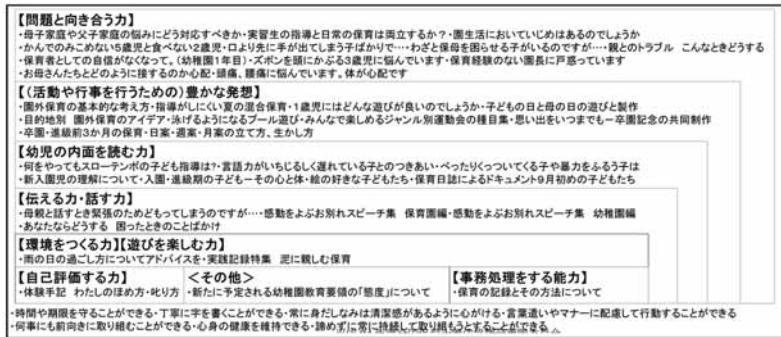 【問題と向き合う力】
・母子家庭や父子家庭の悩みにどう対応すべきか・実習生の指導と日常の保育は両立するか？・園生活においていじめはあるのでしょうか
・かんでのみこめない5歳児と食べない2歳児・口より先に手が出てしまう子ばかりで…・わざと保母を困らせる子がいるのですが…・親とのトラブル　こんなときどうする
・保育者としての自信がなくなって。（幼稚園1年目）・ズボンを頭にかぶる3歳児に悩んでいます・保育経験のない園長に戸惑っています
・お母さんたちとどのように接するのか心配・頭痛、腰痛に悩んでいます。体が心配です
【（活動や行事を行うための）豊かな発想】
・園外保育の基本的な考え方・指導がしにくい夏の混合保育・1歳児にはどんな遊びが良いのでしょうか・子どもの日と母の日の遊びと製作
・目的地別　園外保育のアイデア・泳げるようになるプール遊び・みんなで楽しめるジャンル別運動会の種目集・思い出をいつまでも－卒園記念の共同制作
・卒園・進級前3か月の保育・日案・週案・月案の立て方、生かし方
【幼児の内面を読む力】
・何をやってもスローテンポの子ども指導は？・言語力がいちじるしく遅れている子とのつきあい・べったりくっついてくる子や暴力をふるう子は
・新入園児の理解について・入園・進級期の子ども－その心と体・絵の好きな子どもたち・保育日誌によるドキュメント9月初めの子どもたち
【伝える力・話す力】
・母親と話すとき緊張のためどもってしまうのですが…・感動をよぶお別れスピーチ集　保育園編・感動をよぶお別れスピーチ集　幼稚園編
・あなたならどうする　困ったときのことばかけ
【環境をつくる力】【遊びを楽しむ力】
・雨の日の過ごし方についてアドバイスを・実践記録特集　泥に親しむ保育
【自己評価する力】
・体験手記　わたしのほめ方・叱り方
＜その他＞
・新たに予定される幼稚園教育要領の「態度」について
【事務処理をする能力】
・保育の記録とその方法について
・時間や期限を守ることができる・丁寧に字を書くことができる・常に身だしなみは清潔感があるように心がける・言葉遣いやマナーに配慮して行動することができる
・何事にも前向きに取り組むことができる・心身の健康を維持できる・諦めずに常に持続して取り組もうとすることができる